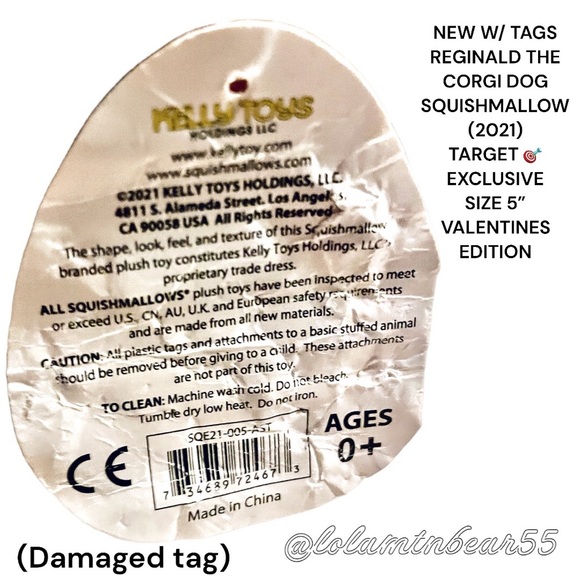 KELLYTOYS
HOLDINGS LLC
www.kellytoy.com
www.squishmallows.com
©2021 KELLY TOYS HOLDINGS, LLC.
4811 S. Alameda Street. Los Angeles,
CA 90058 USA All Rights Reserved
The shape, look, feel, and texture of this Squishmallow
branded plush toy constitutes Kelly Toys Holdings, LLC's
proprietary trade dress.
ALL SQUISHMALLOWS® plush toys have been inspected to meet
or exceed U.S., CN, AU, U.K. and European safety requirements
and are made from all new materials.
CAUTION: All plastic tags and attachments to a basic stuffed animal
should be removed before giving to a child. These attachments
are not part of this toy.
TO CLEAN: Machine wash cold. Do not bleach.
Tumble dry low heat. Do not iron.
CE
SQE21-005-AST
7 34689 72467 3
Made in China
AGES
0+
NEW W/ TAGS
REGINALD THE
CORGI DOG
SQUISHMALLOW
(2021)
TARGET 🎯
EXCLUSIVE
SIZE 5”
VALENTINES
EDITION
(Damaged tag)
@lolamtnbear55